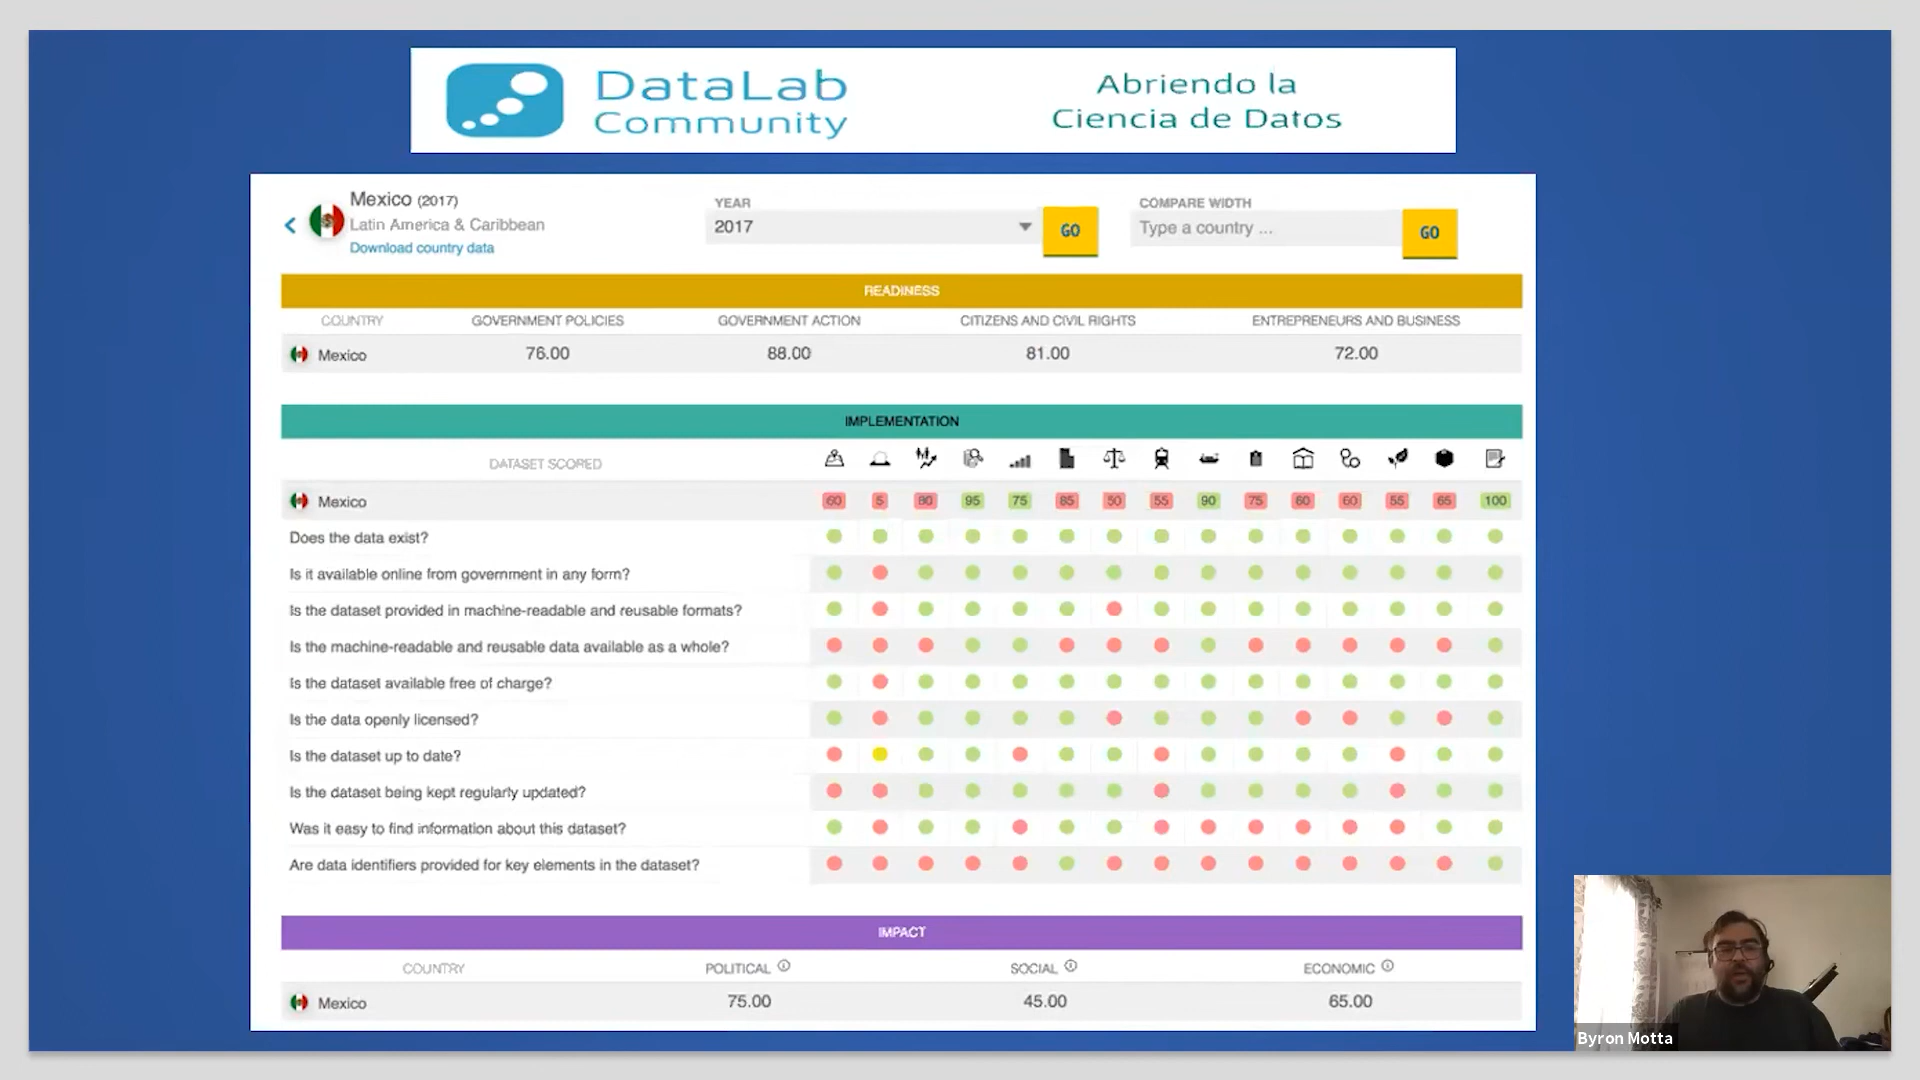 DataLab
Community
Abriendo la
Ciencia de Datos
Mexico (2017)
Latin America & Caribbean
Download country data
YEAR
2017
GO
COMPARE WIDTH
Type a country ...
GO
READINESS
COUNTRY GOVERNMENT POLICIES GOVERNMENT ACTION CITIZENS AND CIVIL RIGHTS ENTREPRENEURS AND BUSINESS
Mexico 76.00 88.00 81.00 72.00
IMPLEMENTATION
DATASET SCORED
Mexico 60 5 80 95 75 85 50 55 90 75 60 60 55 65 100
Does the data exist?
Is it available online from government in any form?
Is the dataset provided in machine-readable and reusable formats?
Is the machine-readable and reusable data available as a whole?
Is the dataset available free of charge?
Is the data openly licensed?
Is the dataset up to date?
Is the dataset being kept regularly updated?
Was it easy to find information about this dataset?
Are data identifiers provided for key elements in the dataset?
IMPACT
COUNTRY POLITICAL SOCIAL ECONOMIC
Mexico 75.00 45.00 65.00
Byron Motta